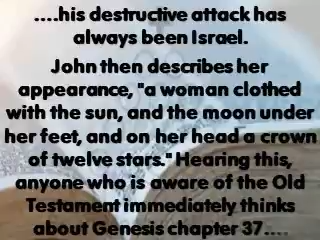 ....his destructive attack has
always been Israel.
John then describes her
appearance, "a woman clothed
with the sun, and the moon under
her feet, and on her head a crown
of twelve stars." Hearing this,
anyone who is aware of the Old
Testament immediately thinks
about Genesis chapter 37....